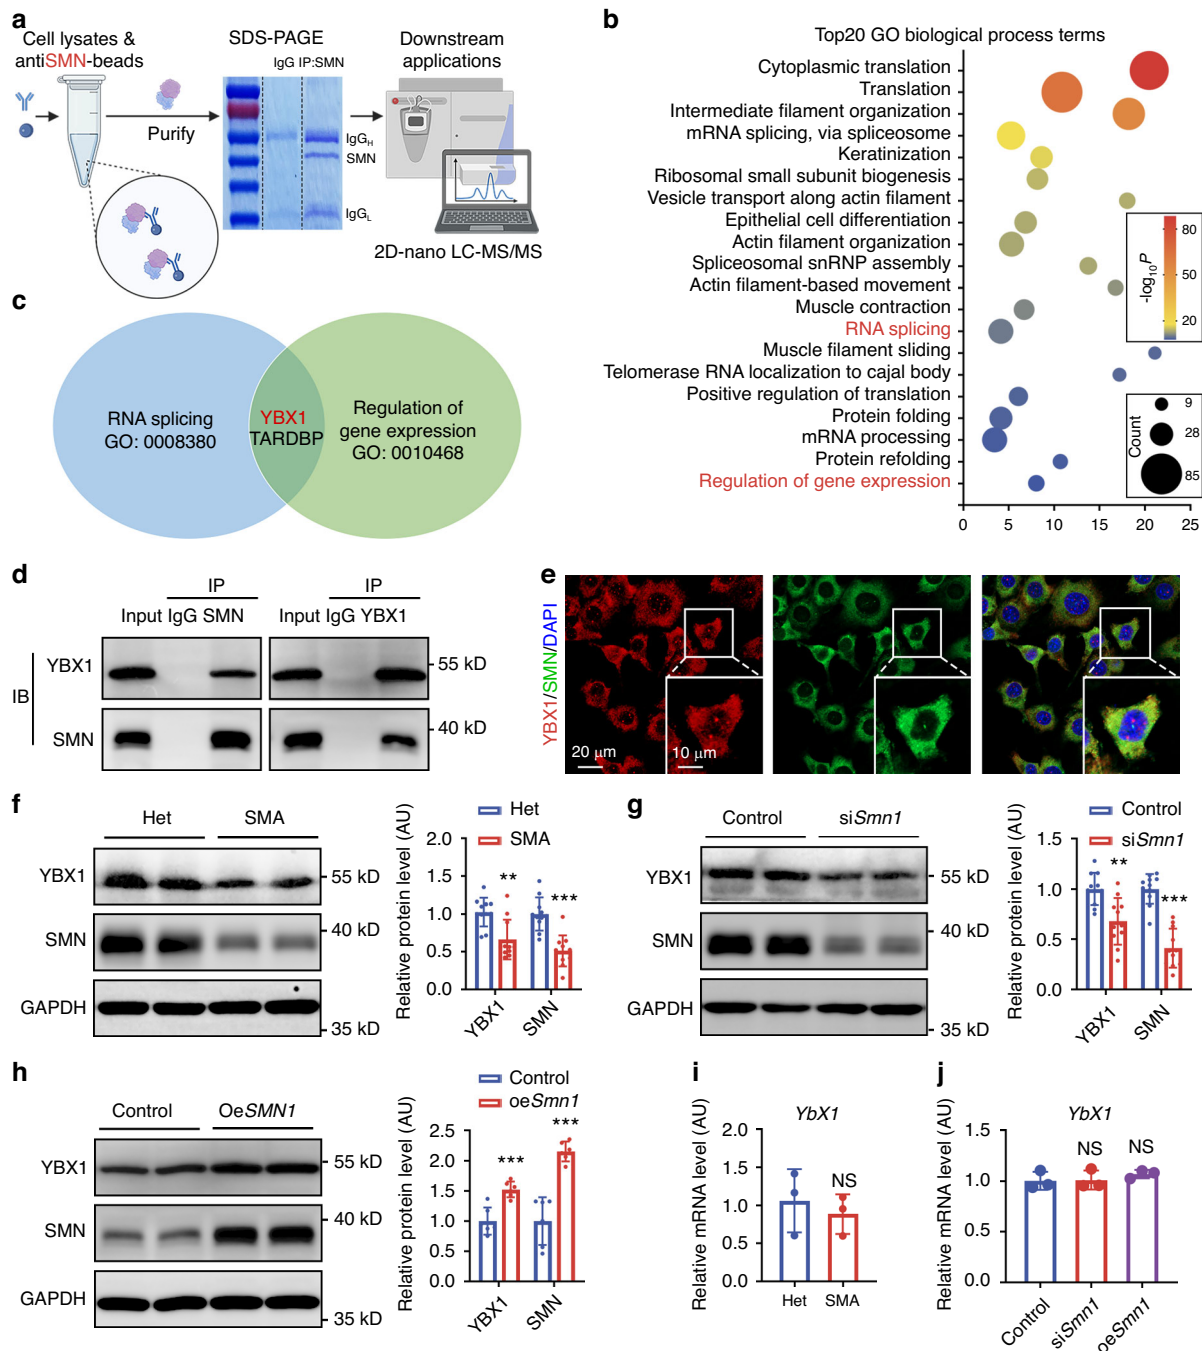 a
Cell lysates &
antiSMN-beads
Purify
SDS-PAGE
IgG IP:SMN
IgGH
SMN
IgGL
Downstream
applications
2D-nano LC-MS/MS
b
Top20 GO biological process terms
Cytoplasmic translation
Translation
Intermediate filament organization
mRNA splicing, via spliceosome
Keratinization
Ribosomal small subunit biogenesis
Vesicle transport along actin filament
Epithelial cell differentiation
Actin filament organization
Spliceosomal snRNP assembly
Actin filament-based movement
Muscle contraction
RNA splicing
Muscle filament sliding
Telomerase RNA localization to cajal body
Positive regulation of translation
Protein folding
mRNA processing
Protein refolding
Regulation of gene expression
0 5 10 15 20 25
-log10P
80
50
20
Count
9
28
85
c
RNA splicing
GO: 0008380
YBX1
TARDBP
Regulation of
gene expression
GO: 0010468
d
IP IP
Input IgG SMN Input IgG YBX1
IB
YBX1
SMN
55 kD
40 kD
e
YBX1/SMN/DAPI
20 µm
10 µm
f
Het SMA
YBX1
SMN
GAPDH
55 kD
40 kD
35 kD
Het
SMA
Relative protein level (AU)
2.0
1.5
1.0
0.5
0.0
**
***
YBX1
SMN
g
Control siSmn1
YBX1
SMN
GAPDH
55 kD
40 kD
35 kD
Control
siSmn1
Relative protein level (AU)
1.5
1.0
0.5
0.0
**
***
YBX1
SMN
h
Control OeSMN1
YBX1
SMN
GAPDH
55 kD
40 kD
35 kD
Control
oeSmn1
Relative protein level (AU)
2.5
2.0
1.5
1.0
0.5
0.0
***
***
YBX1
SMN
i
YbX1
Relative mRNA level (AU)
2.0
1.5
1.0
0.5
0.0
NS
Het SMA
j
YbX1
Relative mRNA level (AU)
1.5
1.0
0.5
0.0
NS NS
Control
siSmn1
oeSmn1